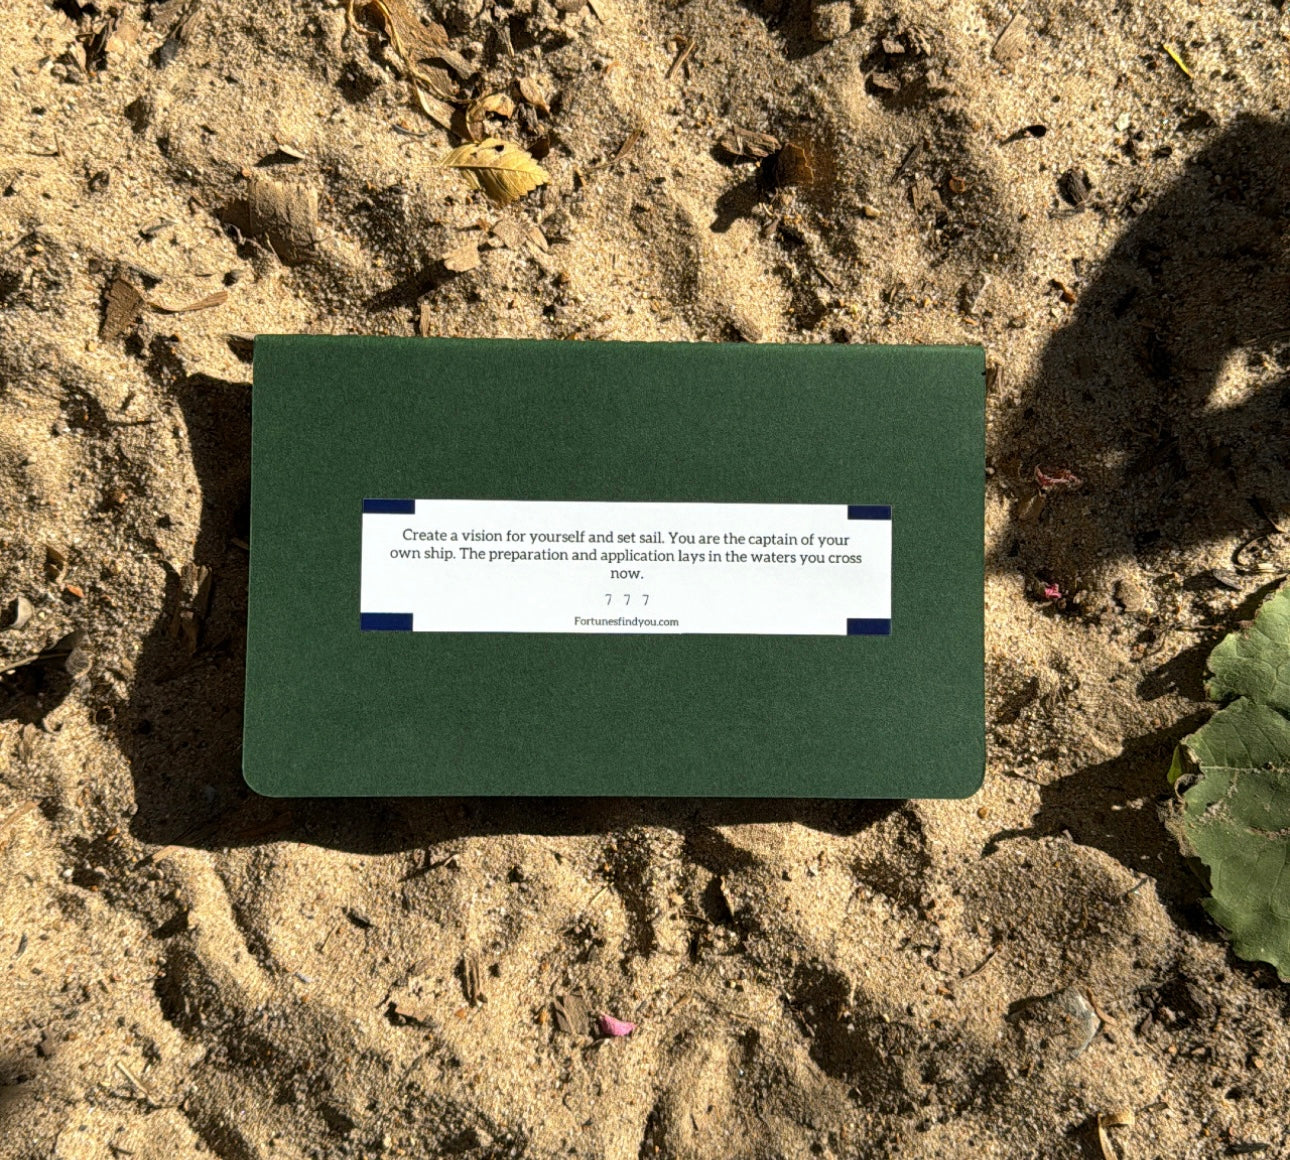 Create a vision for yourself and set sail. You are the captain of your
own ship. The preparation and application lays in the waters you cross
now.
7 7 7
Fortunesfindyou.com